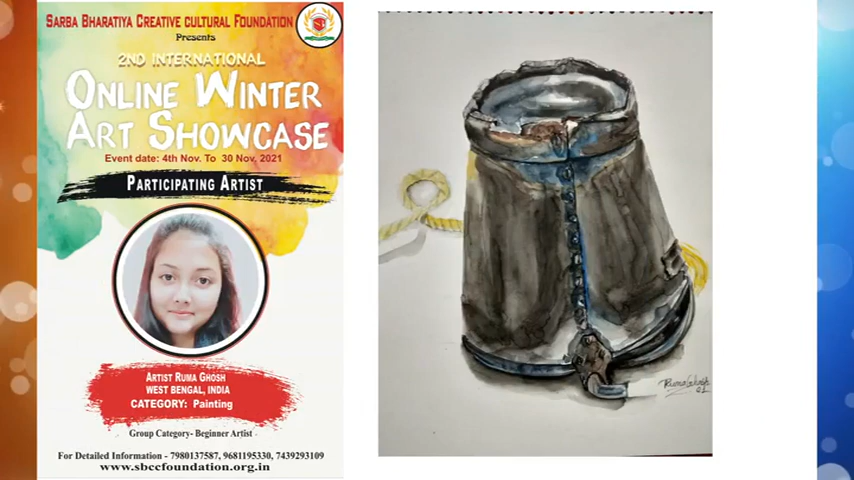 SARBA BHARATIYA CREATIVE CULTURAL FOUNDATION
Presents
2ND INTERNATIONAL
ONLINE WINTER
ART SHOWCASE
Event date: 4th Nov. To 30 Nov, 2021
PARTICIPATING ARTIST
ARTIST RUMA GHOSH
WEST BENGAL, INDIA
CATEGORY: Painting
Group Category- Beginner Artist
For Detailed Information - 7980137587, 9681195330, 7439293109
www.sbccfoundation.org.in
Ruma Ghosh